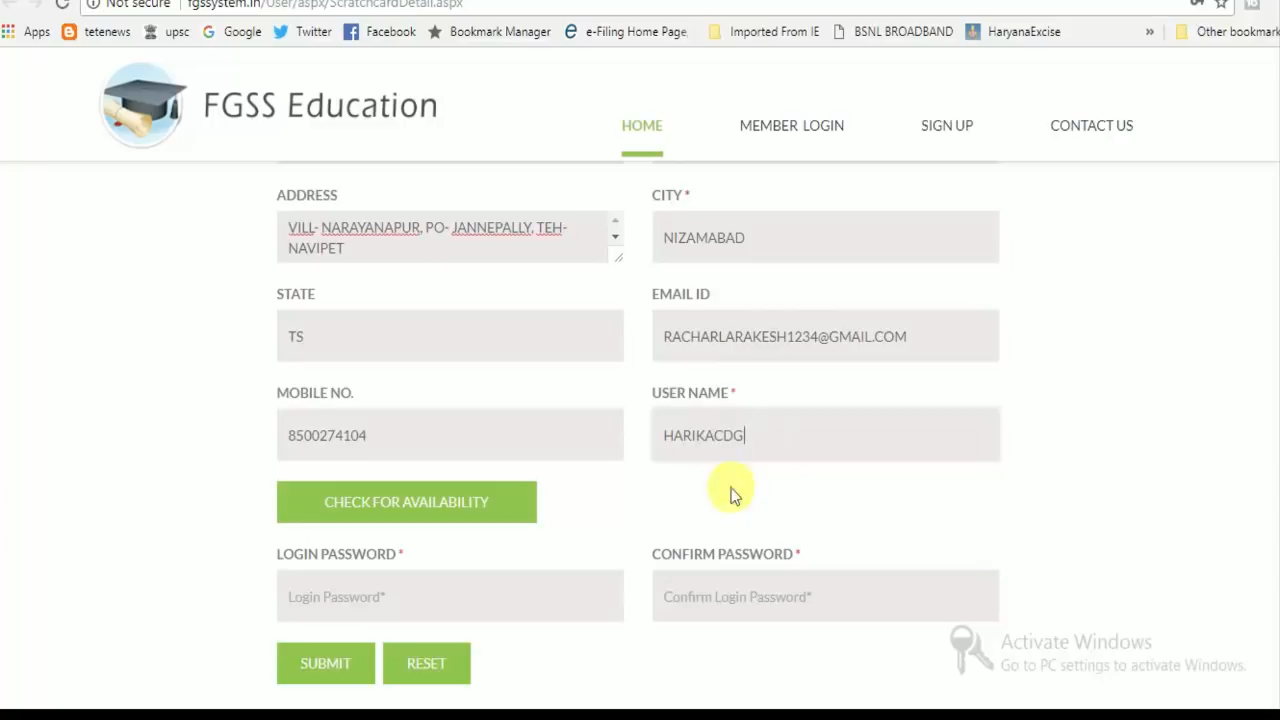 Not secure fgssystem.in/User/aspx/ScratchcardDetail.aspx
Apps tetenews upsc Google Twitter Facebook Bookmark Manager e-Filing Home Page, Imported From IE BSNL BROADBAND HaryanaExcise » Other bookmark
FGSS Education
HOME MEMBER LOGIN SIGN UP CONTACT US
ADDRESS CITY *
VILL- NARAYANAPUR, PO- JANNEPALLY, TEH-
NAVIPET
NIZAMABAD
STATE EMAIL ID
TS RACHARLARAKESH1234@GMAIL.COM
MOBILE NO. USER NAME *
8500274104 HARIKACDG
CHECK FOR AVAILABILITY
LOGIN PASSWORD * CONFIRM PASSWORD *
Login Password* Confirm Login Password*
Activate Windows
SUBMIT RESET
Go to PC settings to activate Windows.